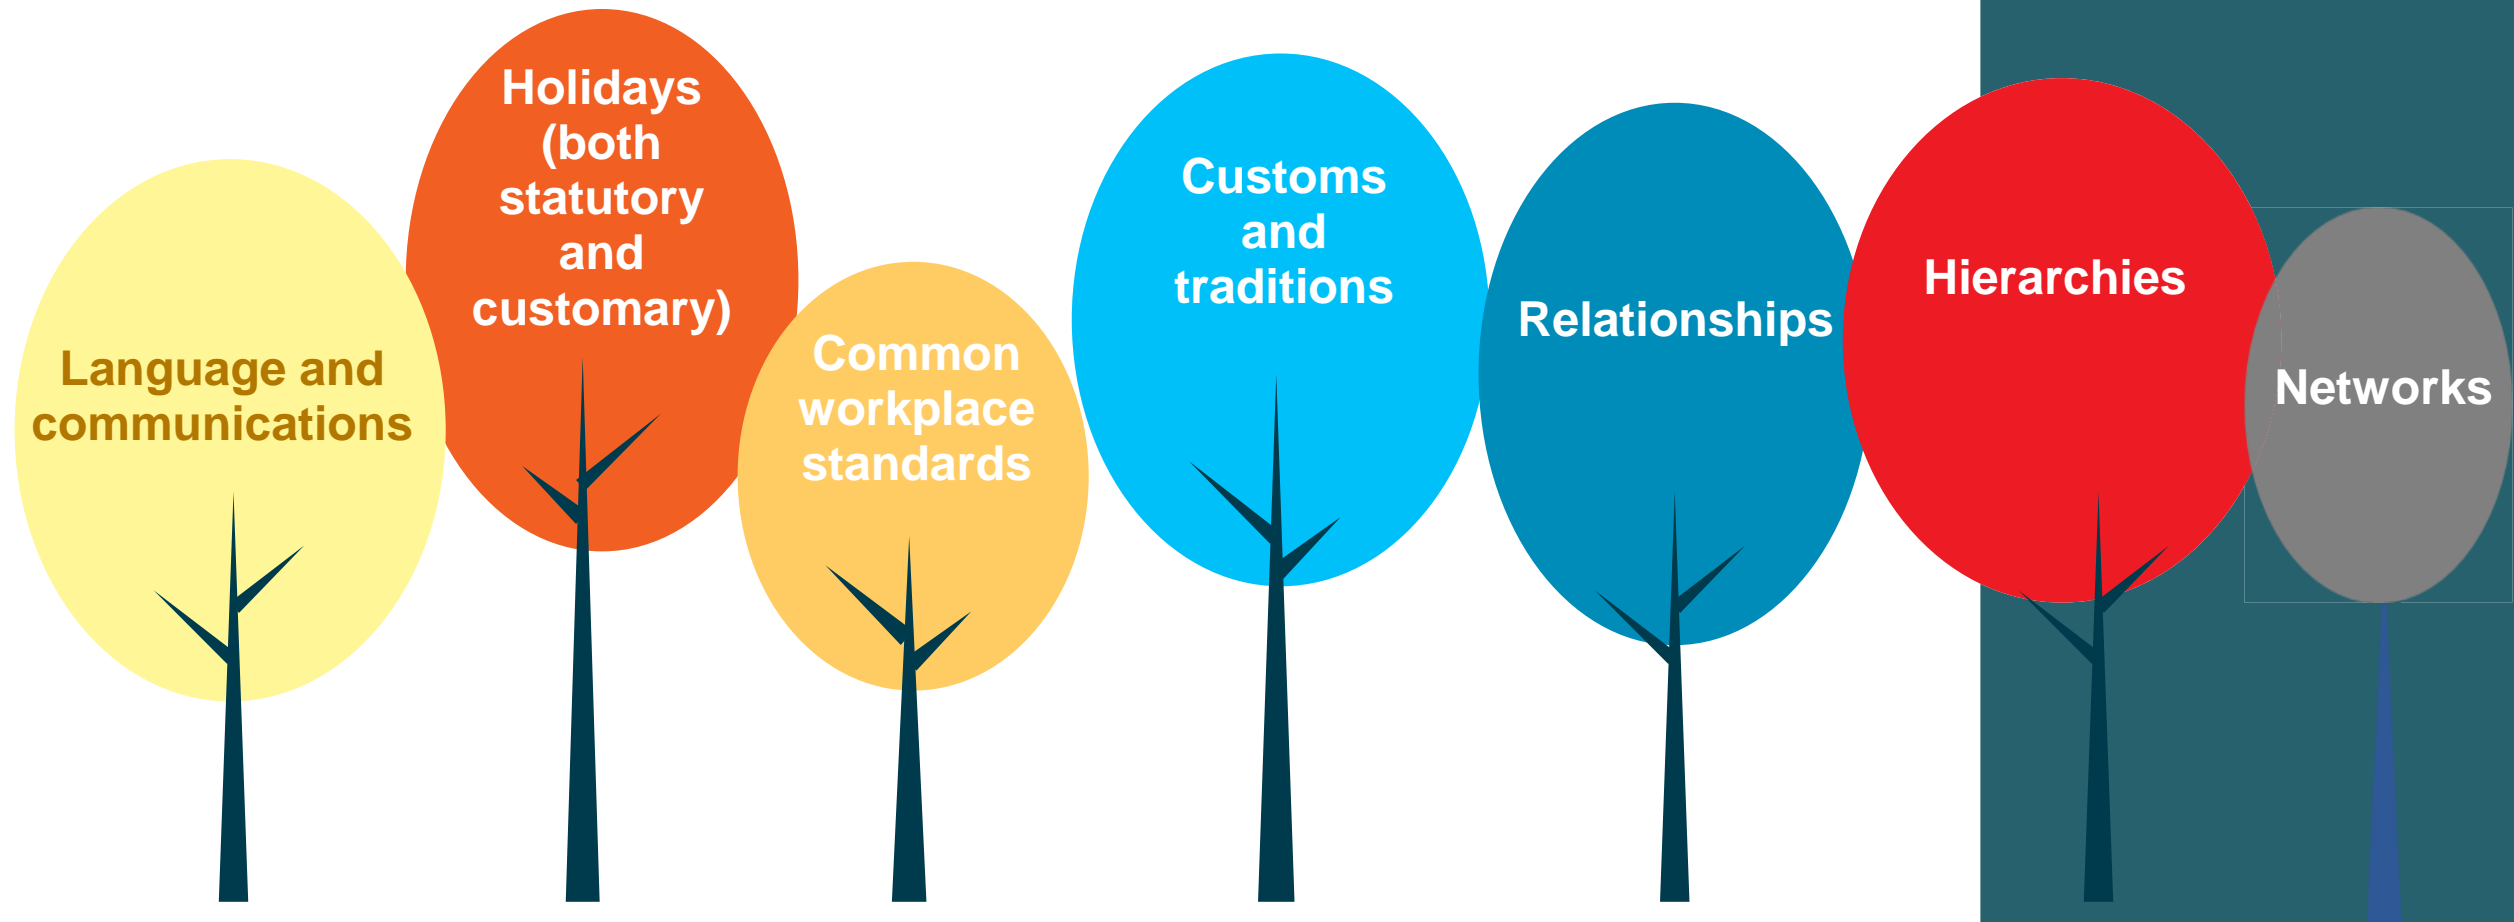 Language and
communications
Holidays
(both
statutory
and
customary)
Common
workplace
standards
Customs
and
traditions
Relationships
Hierarchies
Networks